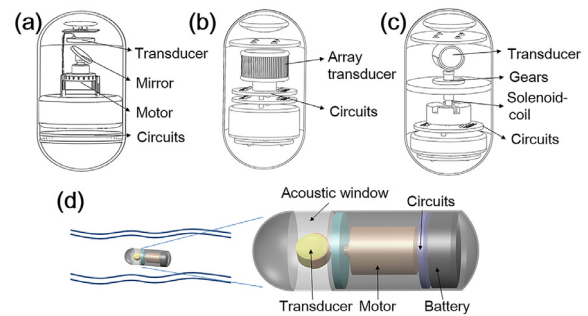 (a)
Transducer
Mirror
Motor
Circuits
(b)
Array
transducer
Circuits
(c)
Transducer
Gears
Solenoid-
coil
Circuits
(d)
Acoustic window
Circuits
Transducer
Motor
Battery